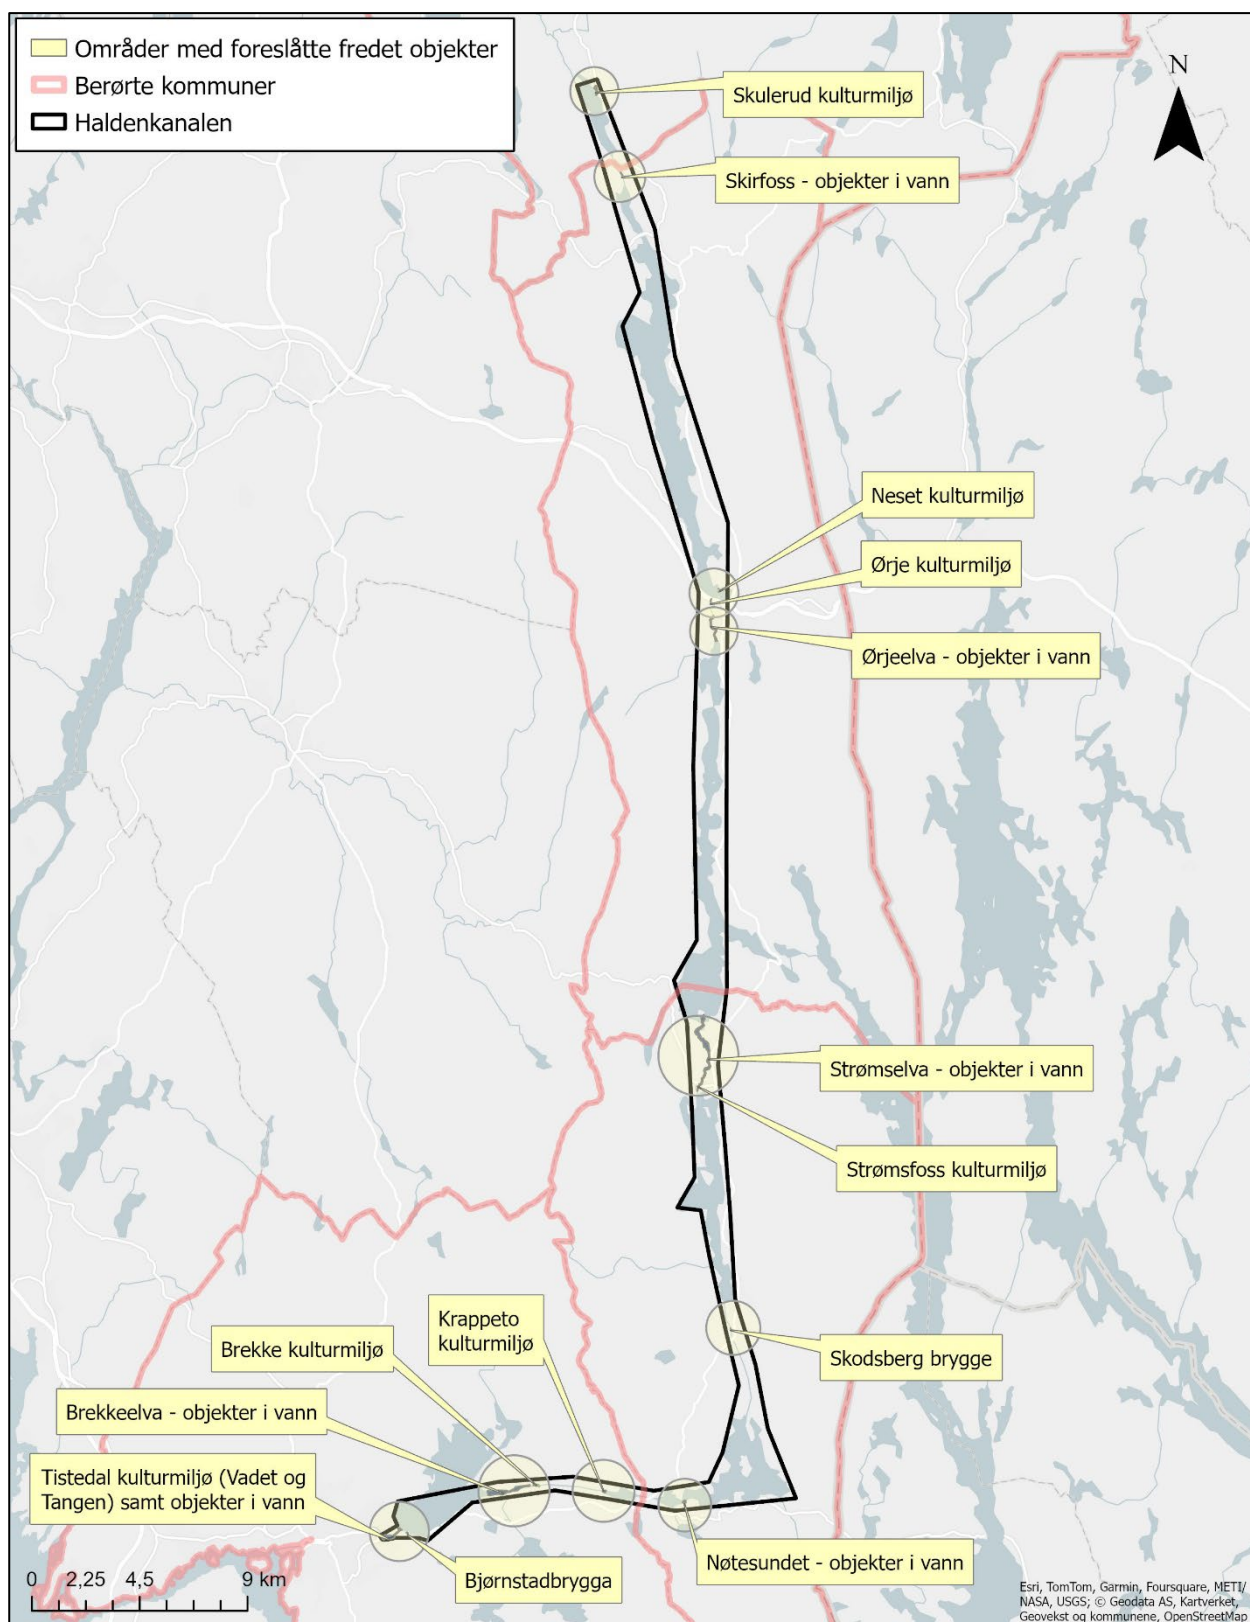 Områder med foreslåtte fredet objekter
Berørte kommuner
Haldenkanalen
N
Skulerud kulturmiljø
Skirfoss - objekter i vann
Neset kulturmiljø
Ørje kulturmiljø
Ørjeelva - objekter i vann
Strømselva - objekter i vann
Strømsfoss kulturmiljø
Krappeto
kulturmiljø
Brekke kulturmiljø
Skodsberg brygge
Brekkeelva - objekter i vann
Tistedal kulturmiljø (Vadet og
Tangen) samt objekter i vann
Nøtesundet - objekter i vann
Bjørnstadbrygga
0 2,25 4,5 9 km
Esri, TomTom, Garmin, Foursquare, METI/
NASA, USGS; © Geodata AS, Kartverket,
Geovekst og kommunene, OpenStreetMap